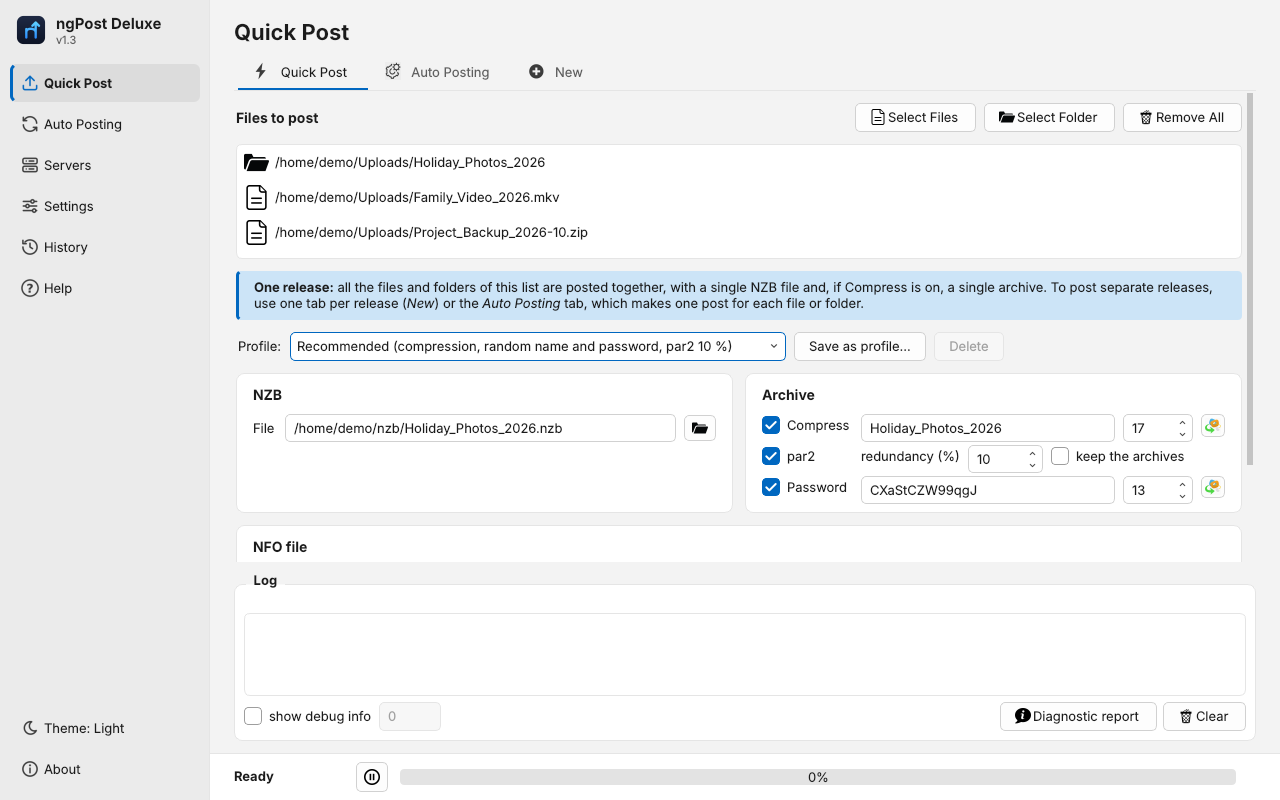 ngPost Deluxe
v1.3
Quick Post
Auto Posting
Servers
Settings
History
Help
Theme: Light
About
Quick Post
Quick Post
Auto Posting
New
Files to post
Select Files
Select Folder
Remove All
/home/demo/Uploads/Holiday_Photos_2026
/home/demo/Uploads/Family_Video_2026.mkv
/home/demo/Uploads/Project_Backup_2026-10.zip
One release: all the files and folders of this list are posted together, with a single NZB file and, if Compress is on, a single archive. To post separate releases,
use one tab per release (New) or the Auto Posting tab, which makes one post for each file or folder.
Profile: Recommended (compression, random name and password, par2 10 %) Save as profile... Delete
NZB
File /home/demo/nzb/Holiday_Photos_2026.nzb
Archive
Compress Holiday_Photos_2026 17
par2 redundancy (%) 10 keep the archives
Password CXaStCZW99qgJ 13
NFO file
Log
show debug info 0 Diagnostic report Clear
Ready 0%